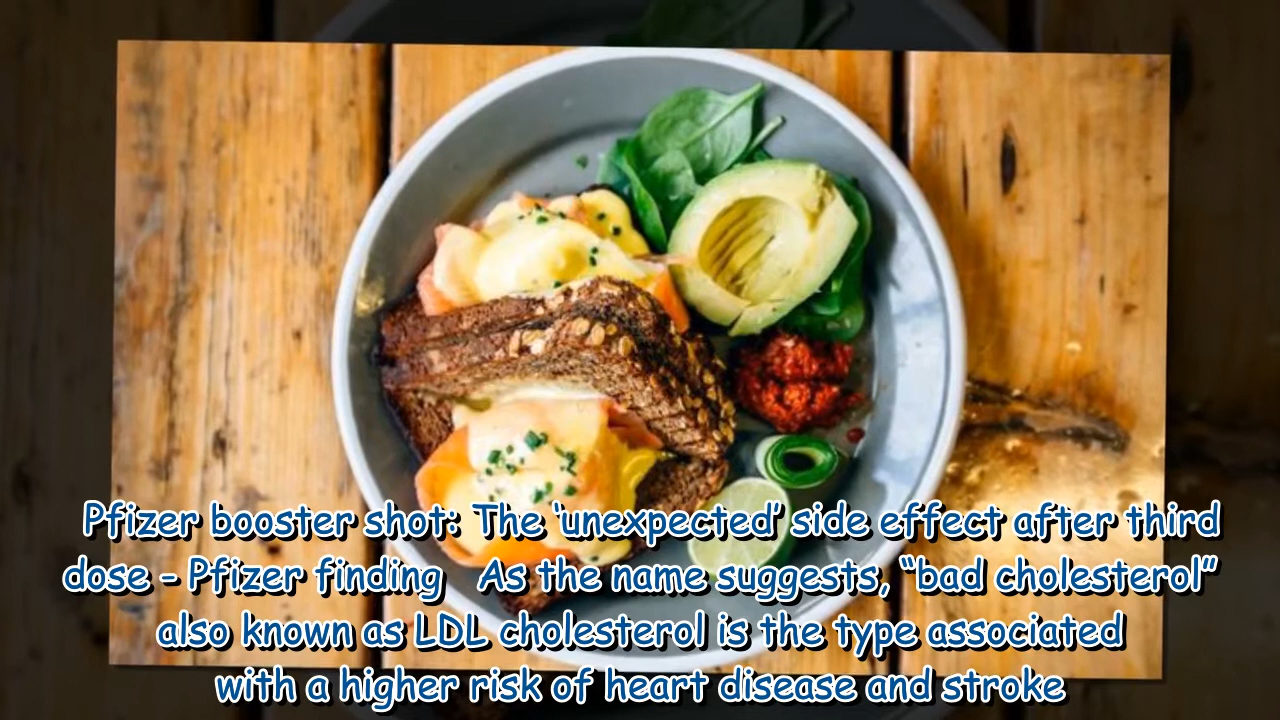 Pfizer booster shot: The ‘unexpected’ side effect after third
dose - Pfizer finding As the name suggests, “bad cholesterol”
also known as LDL cholesterol is the type associated
with a higher risk of heart disease and stroke